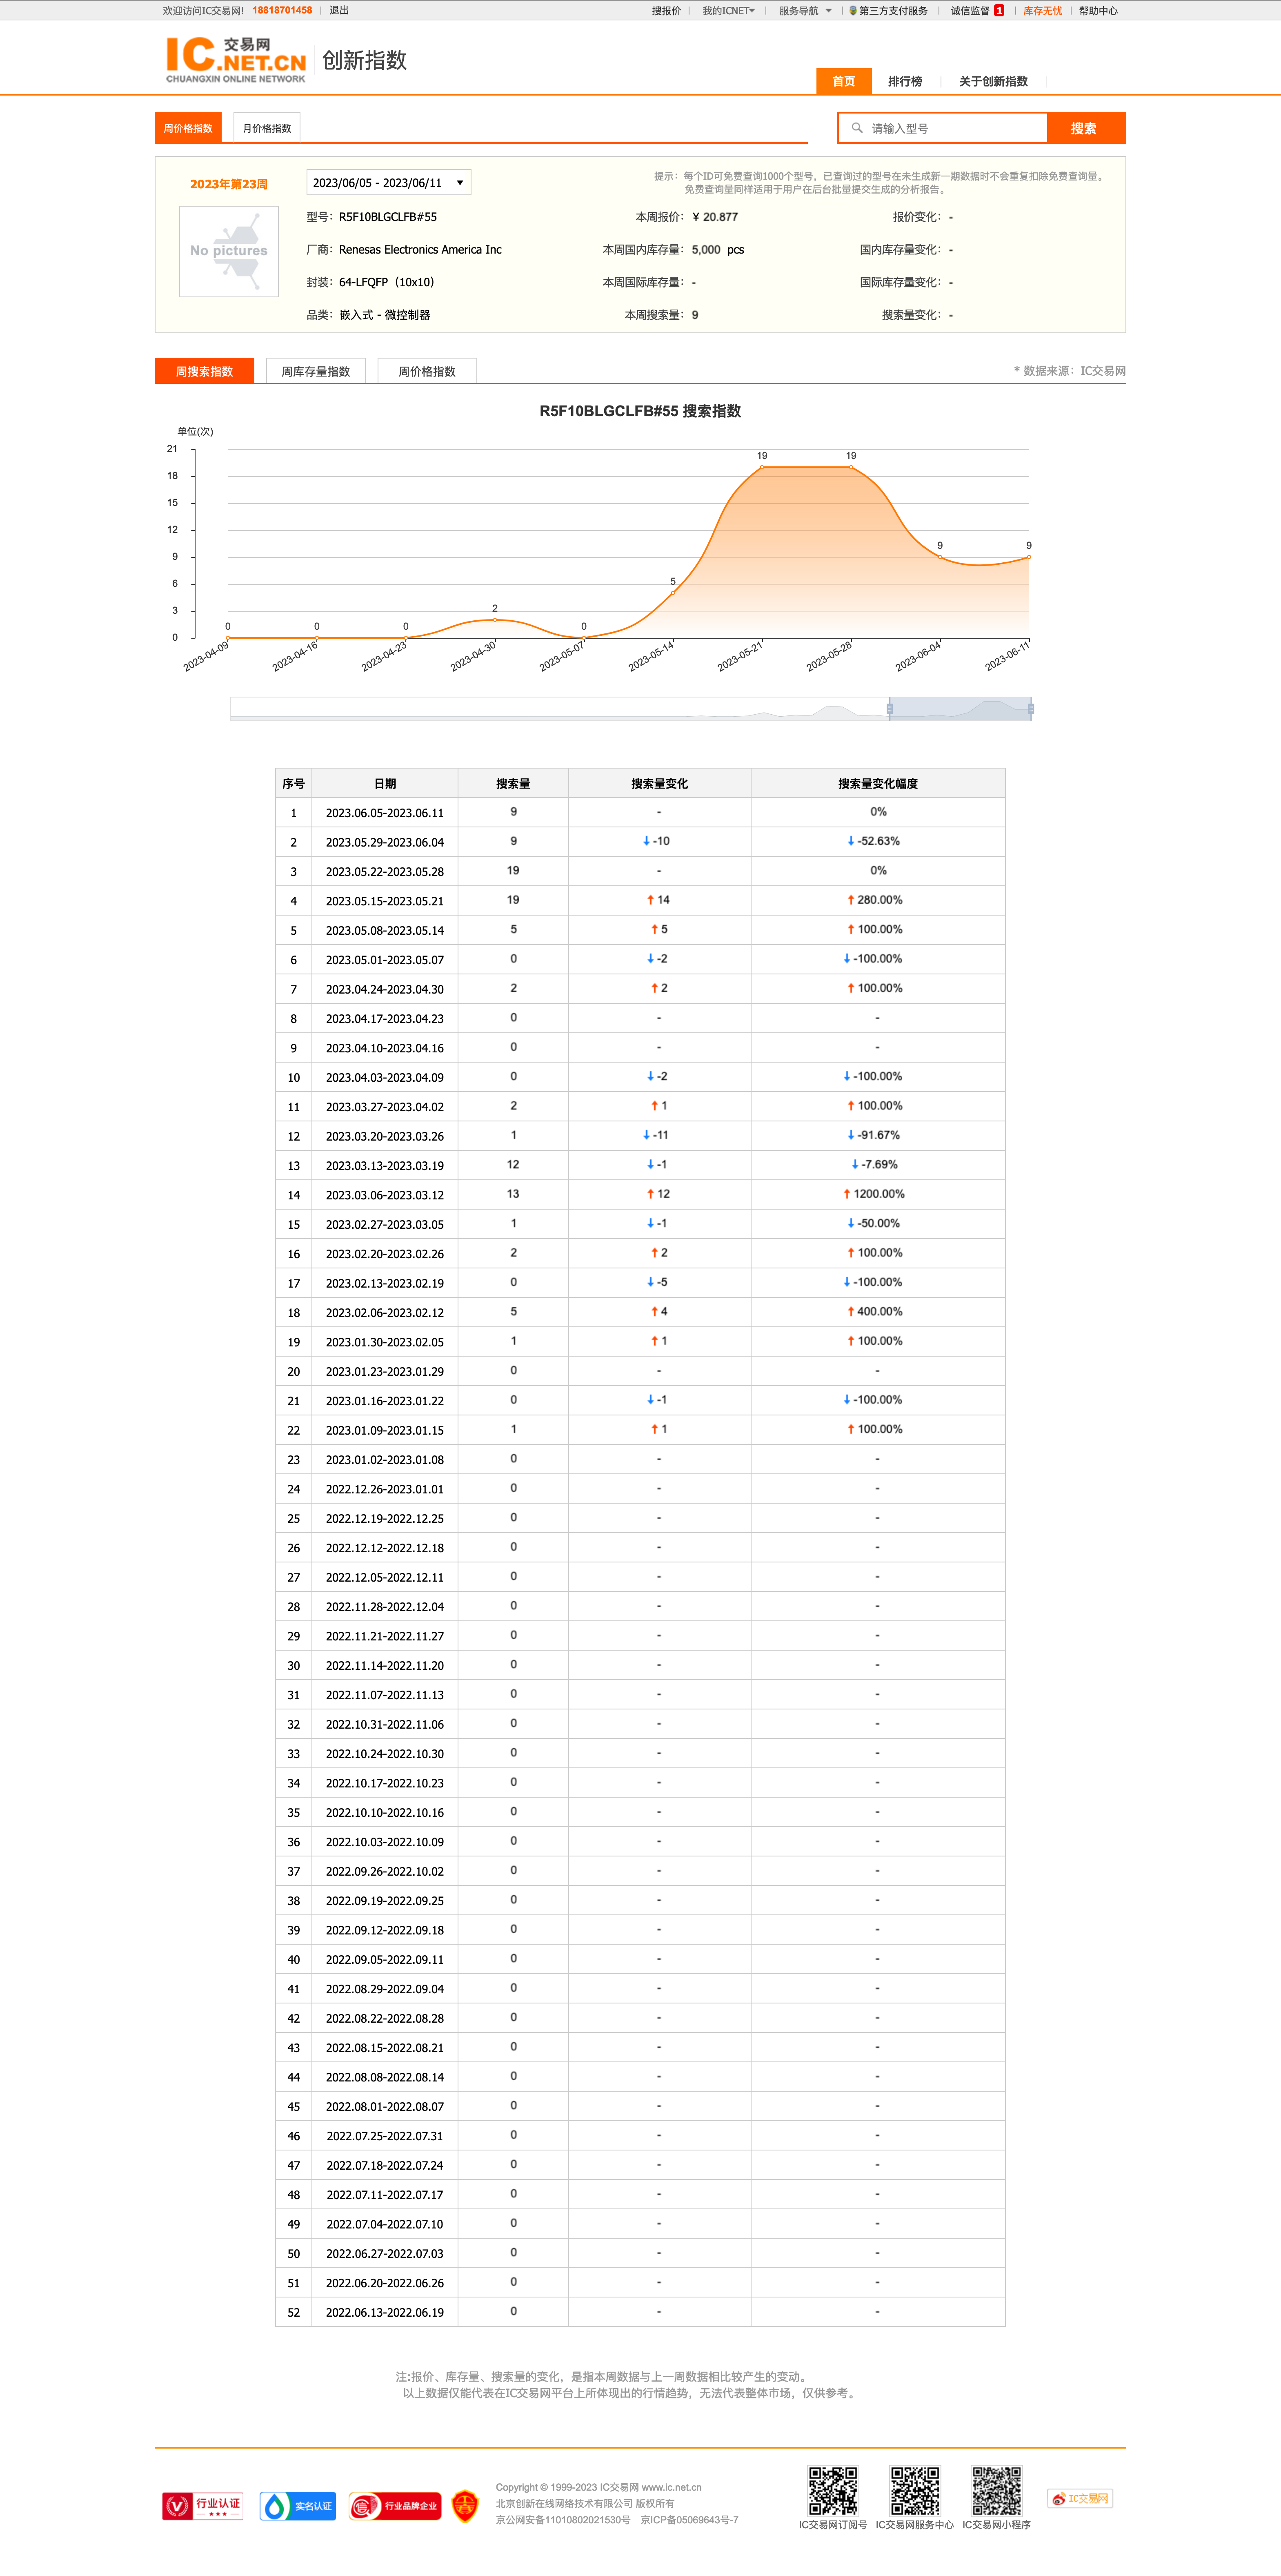 欢迎访问IC交易网! 18818701458 | 退出 搜报价 | 我的ICNET | 服务导航 | 第三方支付服务 | 诚信监督 1 | 库存无忧 | 帮助中心
IC 交易网 .NET.CN CHUANGXIN ONLINE NETWORK 创新指数
首页 排行榜 关于创新指数
周价格指数 月价格指数 请输入型号 搜索
2023年第23周 2023/06/05 - 2023/06/11 提示：每个ID可免费查询1000个型号，已查询过的型号在未生成新一期数据时不会重复扣除免费查询量。
免费查询量同样适用于用户在后台批量提交生成的分析报告。
No pictures
型号：R5F10BLGCLFB#55 本周报价：¥ 20.877 报价变化：-
厂商：Renesas Electronics America Inc 本周国内库存量：5,000 pcs 国内库存量变化：-
封装：64-LFQFP（10x10） 本周国际库存量：- 国际库存量变化：-
品类：嵌入式 - 微控制器 本周搜索量：9 搜索量变化：-
周搜索指数 周库存量指数 周价格指数 * 数据来源：IC交易网
R5F10BLGCLFB#55 搜索指数
单位(次)
21
18
15
12
9
6
3
0
0 0 0 2 0 5 19 19 9 9
2023-04-09 2023-04-16 2023-04-23 2023-04-30 2023-05-07 2023-05-14 2023-05-21 2023-05-28 2023-06-04 2023-06-11
序号 日期 搜索量 搜索量变化 搜索量变化幅度
1 2023.06.05-2023.06.11 9 - 0%
2 2023.05.29-2023.06.04 9 ↓ -10 ↓ -52.63%
3 2023.05.22-2023.05.28 19 - 0%
4 2023.05.15-2023.05.21 19 ↑ 14 ↑ 280.00%
5 2023.05.08-2023.05.14 5 ↑ 5 ↑ 100.00%
6 2023.05.01-2023.05.07 0 ↓ -2 ↓ -100.00%
7 2023.04.24-2023.04.30 2 ↑ 2 ↑ 100.00%
8 2023.04.17-2023.04.23 0 - -
9 2023.04.10-2023.04.16 0 - -
10 2023.04.03-2023.04.09 0 ↓ -2 ↓ -100.00%
11 2023.03.27-2023.04.02 2 ↑ 1 ↑ 100.00%
12 2023.03.20-2023.03.26 1 ↓ -11 ↓ -91.67%
13 2023.03.13-2023.03.19 12 ↓ -1 ↓ -7.69%
14 2023.03.06-2023.03.12 13 ↑ 12 ↑ 1200.00%
15 2023.02.27-2023.03.05 1 ↓ -1 ↓ -50.00%
16 2023.02.20-2023.02.26 2 ↑ 2 ↑ 100.00%
17 2023.02.13-2023.02.19 0 ↓ -5 ↓ -100.00%
18 2023.02.06-2023.02.12 5 ↑ 4 ↑ 400.00%
19 2023.01.30-2023.02.05 1 ↑ 1 ↑ 100.00%
20 2023.01.23-2023.01.29 0 - -
21 2023.01.16-2023.01.22 0 ↓ -1 ↓ -100.00%
22 2023.01.09-2023.01.15 1 ↑ 1 ↑ 100.00%
23 2023.01.02-2023.01.08 0 - -
24 2022.12.26-2023.01.01 0 - -
25 2022.12.19-2022.12.25 0 - -
26 2022.12.12-2022.12.18 0 - -
27 2022.12.05-2022.12.11 0 - -
28 2022.11.28-2022.12.04 0 - -
29 2022.11.21-2022.11.27 0 - -
30 2022.11.14-2022.11.20 0 - -
31 2022.11.07-2022.11.13 0 - -
32 2022.10.31-2022.11.06 0 - -
33 2022.10.24-2022.10.30 0 - -
34 2022.10.17-2022.10.23 0 - -
35 2022.10.10-2022.10.16 0 - -
36 2022.10.03-2022.10.09 0 - -
37 2022.09.26-2022.10.02 0 - -
38 2022.09.19-2022.09.25 0 - -
39 2022.09.12-2022.09.18 0 - -
40 2022.09.05-2022.09.11 0 - -
41 2022.08.29-2022.09.04 0 - -
42 2022.08.22-2022.08.28 0 - -
43 2022.08.15-2022.08.21 0 - -
44 2022.08.08-2022.08.14 0 - -
45 2022.08.01-2022.08.07 0 - -
46 2022.07.25-2022.07.31 0 - -
47 2022.07.18-2022.07.24 0 - -
48 2022.07.11-2022.07.17 0 - -
49 2022.07.04-2022.07.10 0 - -
50 2022.06.27-2022.07.03 0 - -
51 2022.06.20-2022.06.26 0 - -
52 2022.06.13-2022.06.19 0 - -
注:报价、库存量、搜索量的变化，是指本周数据与上一周数据相比较产生的变动。
以上数据仅能代表在IC交易网平台上所体现出的行情趋势，无法代表整体市场，仅供参考。
行业认证 实名认证 行业品牌企业
Copyright © 1999-2023 IC交易网 www.ic.net.cn
北京创新在线网络技术有限公司 版权所有
京公网安备11010802021530号 京ICP备05069643号-7
IC交易网订阅号 IC交易网服务中心 IC交易网小程序
IC交易网